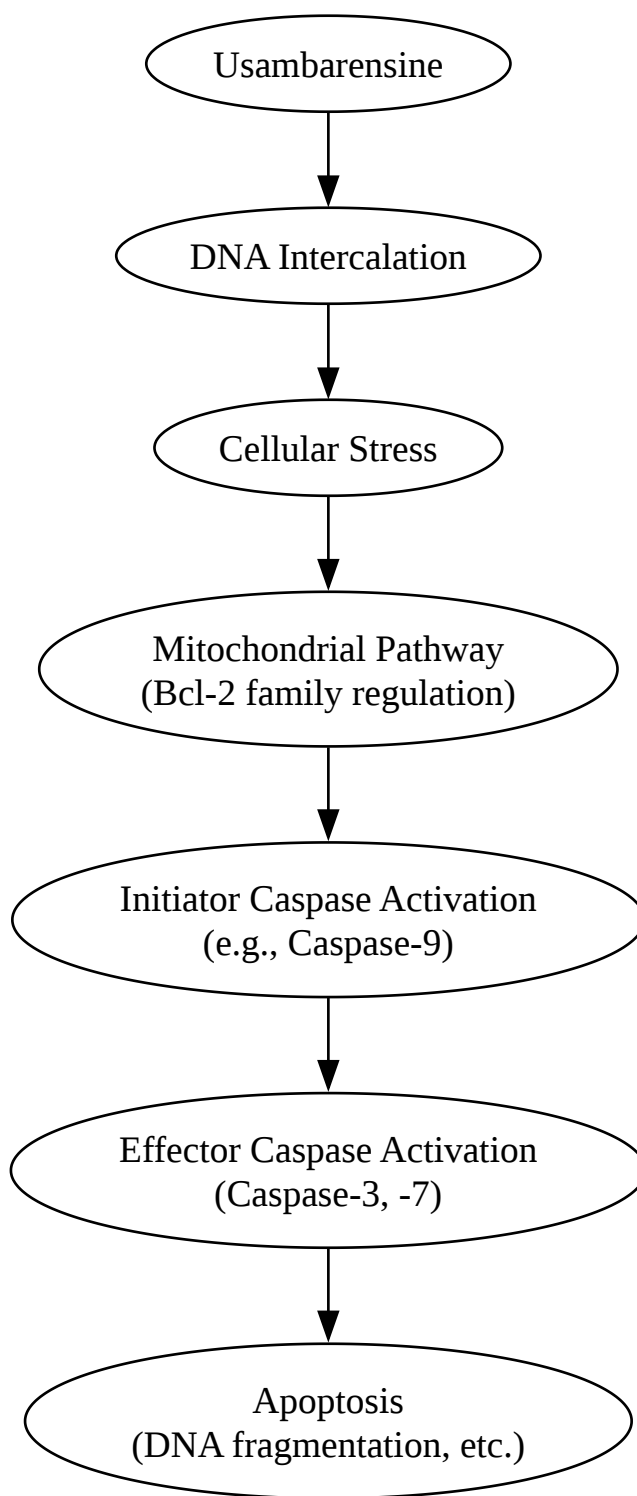 Usambarensine
DNA Intercalation
Cellular Stress
Mitochondrial Pathway
(Bcl-2 family regulation)
Initiator Caspase Activation
(e.g., Caspase-9)
Effector Caspase Activation
(Caspase-3, -7)
Apoptosis
(DNA fragmentation, etc.)